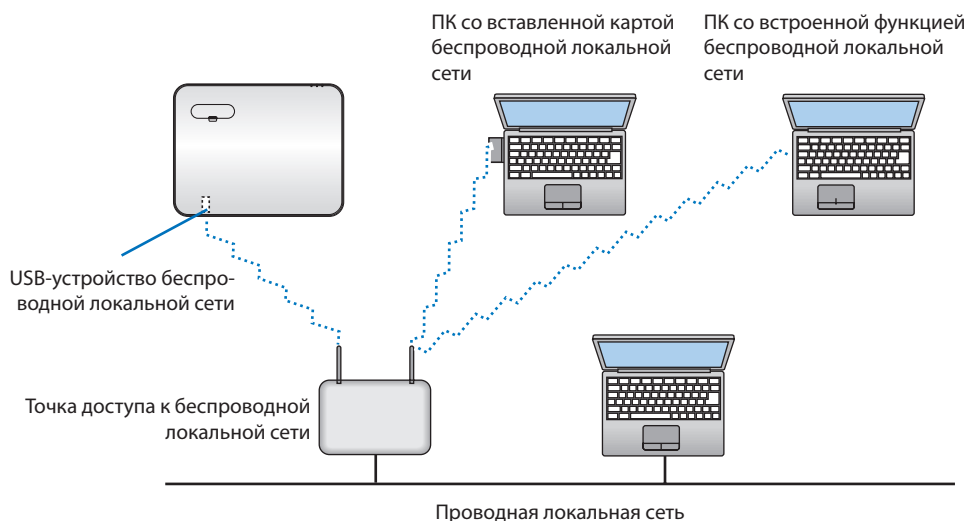 ПК со вставленной картой
беспроводной локальной
сети
ПК со встроенной функцией
беспроводной локальной
сети
USB-устройство беспро-
водной локальной сети
Точка доступа к беспроводной
локальной сети
Проводная локальная сеть